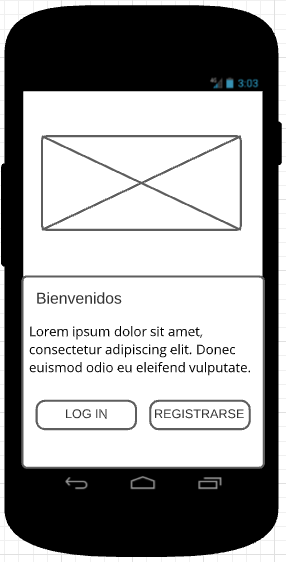 4G 3:03
Bienvenidos
Lorem ipsum dolor sit amet,
consectetur adipiscing elit. Donec
euismod odio eu eleifend vulputate.
LOG IN REGISTRARSE